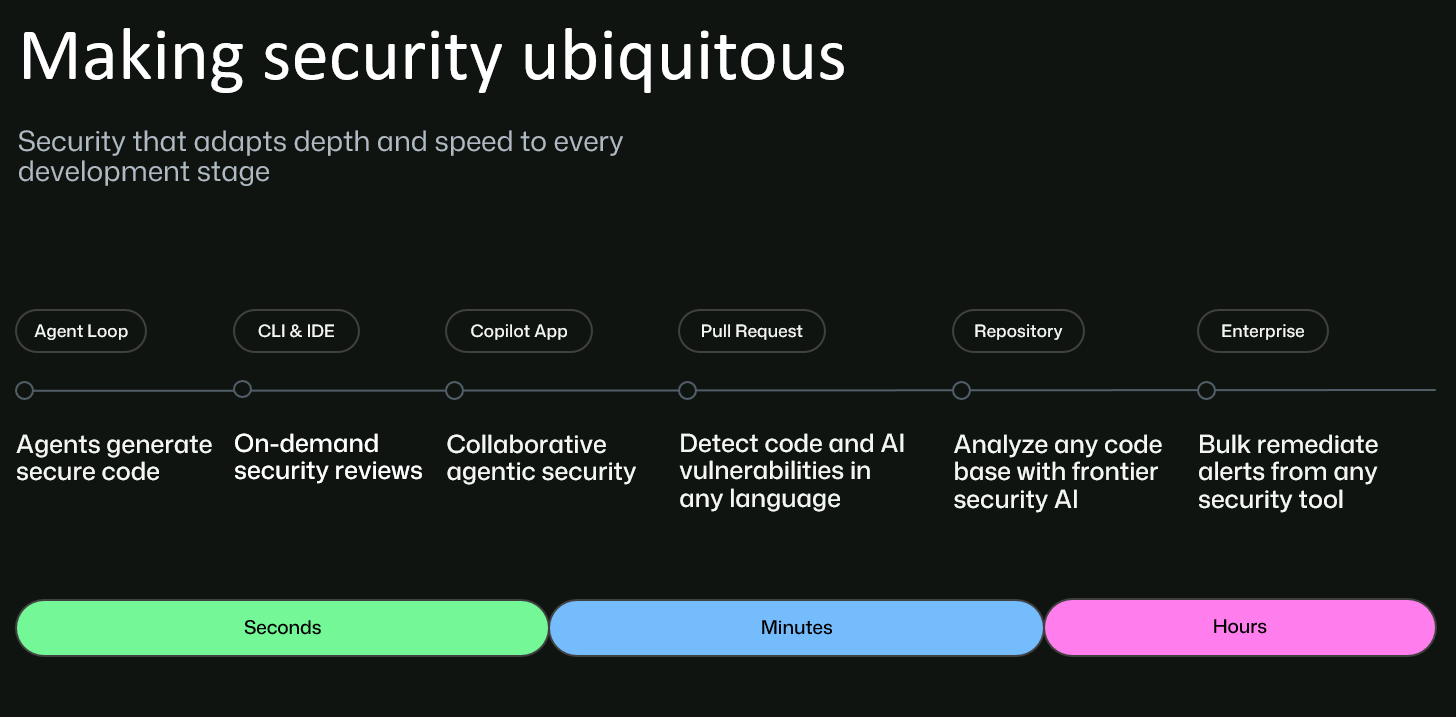 Making security ubiquitous
Security that adapts depth and speed to every
development stage
Agent Loop
CLI & IDE
Copilot App
Pull Request
Repository
Enterprise
Agents generate
secure code
On-demand
security reviews
Collaborative
agentic security
Detect code and AI
vulnerabilities in
any language
Analyze any code
base with frontier
security AI
Bulk remediate
alerts from any
security tool
Seconds
Minutes
Hours